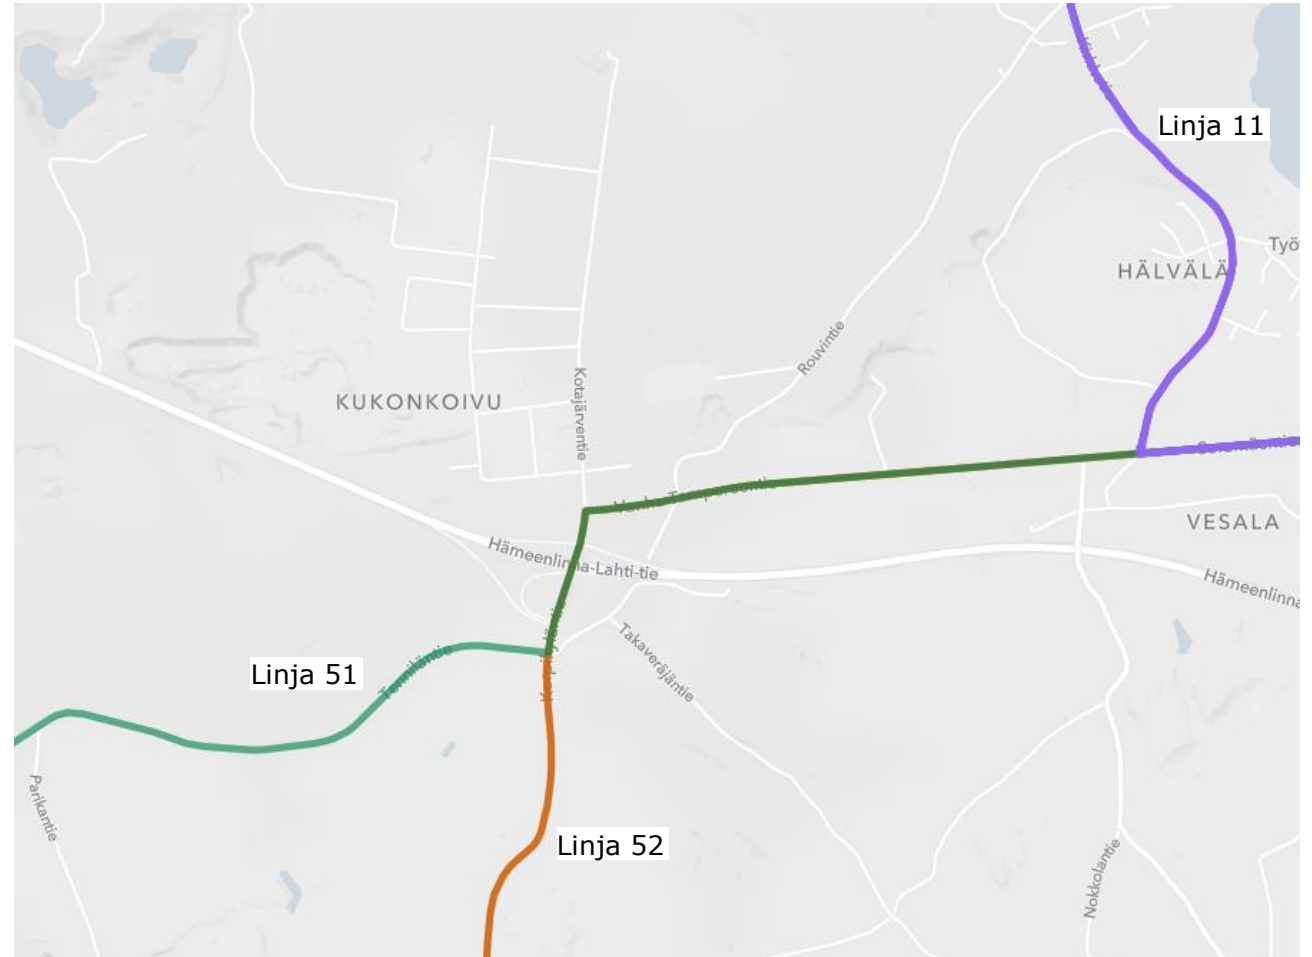 Linja 11
Työ
HÄLVÄLÄ
Rouvintie
Kotajärventie
KUKONKOIVU
Vanha Tampereentie
VESALA
Hämeenlinna-Lahti-tie
Hämeenlinna
Takaveräjäntie
Tenniläntie
Linja 51
Parikantie
Linja 52
Nokkolantie